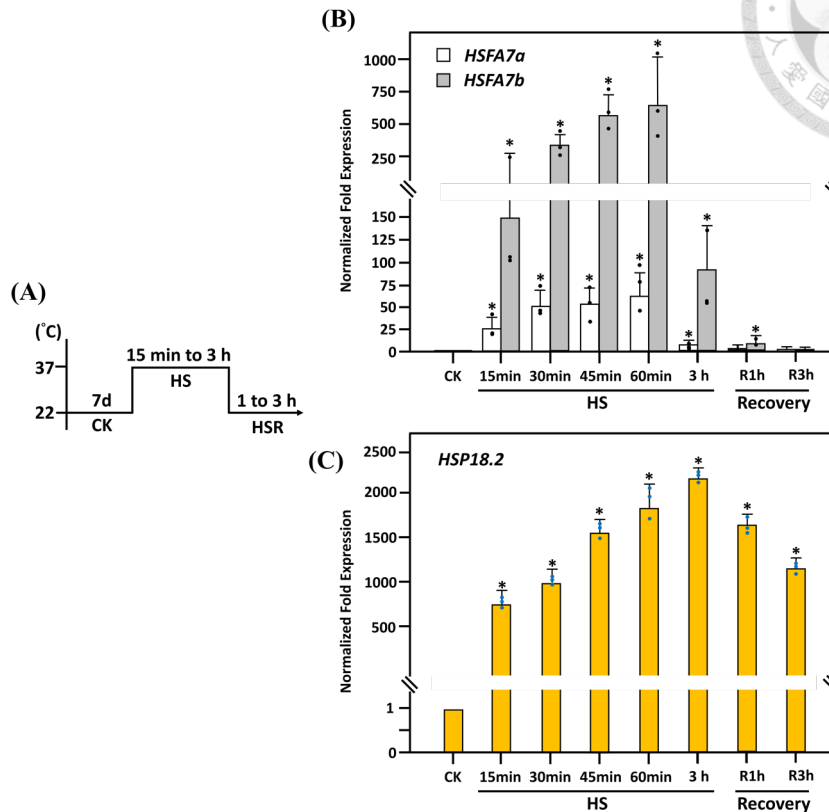 (A)
(°C)
37
22
7d
CK
15 min to 3 h
HS
1 to 3 h
HSR
(B)
HSFA7a
HSFA7b
Normalized Fold Expression
1000
750
500
250
150
125
100
75
50
25
0
* * * * * * * * * * *
CK 15min 30min 45min 60min 3 h R1h R3h
HS Recovery
(C)
HSP18.2
Normalized Fold Expression
2500
2000
1500
1000
500
1
0
* * * * * * *
CK 15min 30min 45min 60min 3 h R1h R3h
HS Recovery
人愛國